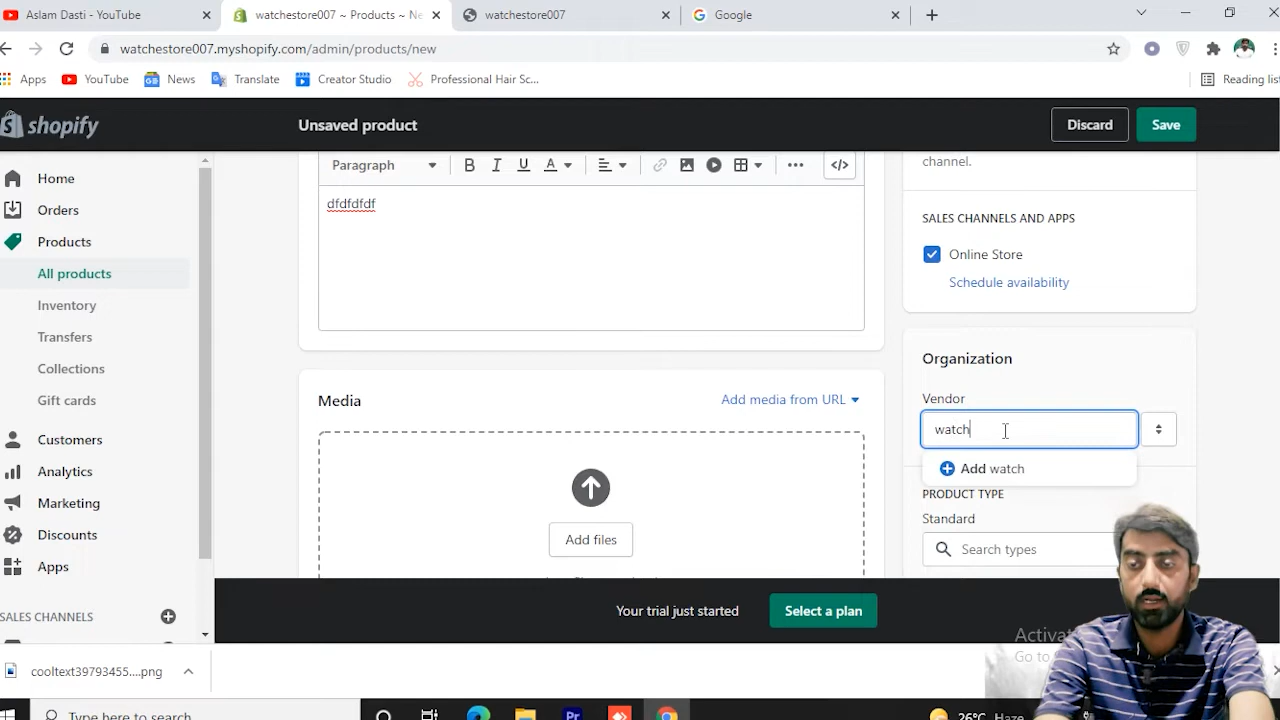 Aslam Dasti - YouTube
watchestore007 ~ Products ~ Ne
watchestore007
Google
watchestore007.myshopify.com/admin/products/new
Apps
YouTube
News
Translate
Creator Studio
Professional Hair Sc...
Reading list
shopify
Unsaved product
Discard
Save
Home
Orders
Products
All products
Inventory
Transfers
Collections
Gift cards
Customers
Analytics
Marketing
Discounts
Apps
SALES CHANNELS
Paragraph
B I U A
dfdfdfdf
Media
Add media from URL
Add files
channel.
SALES CHANNELS AND APPS
Online Store
Schedule availability
Organization
Vendor
watch
Add watch
PRODUCT TYPE
Standard
Search types
Your trial just started
Select a plan
Activat
Go to S
cooltext39793455....png
Type here to search
26°C Haze